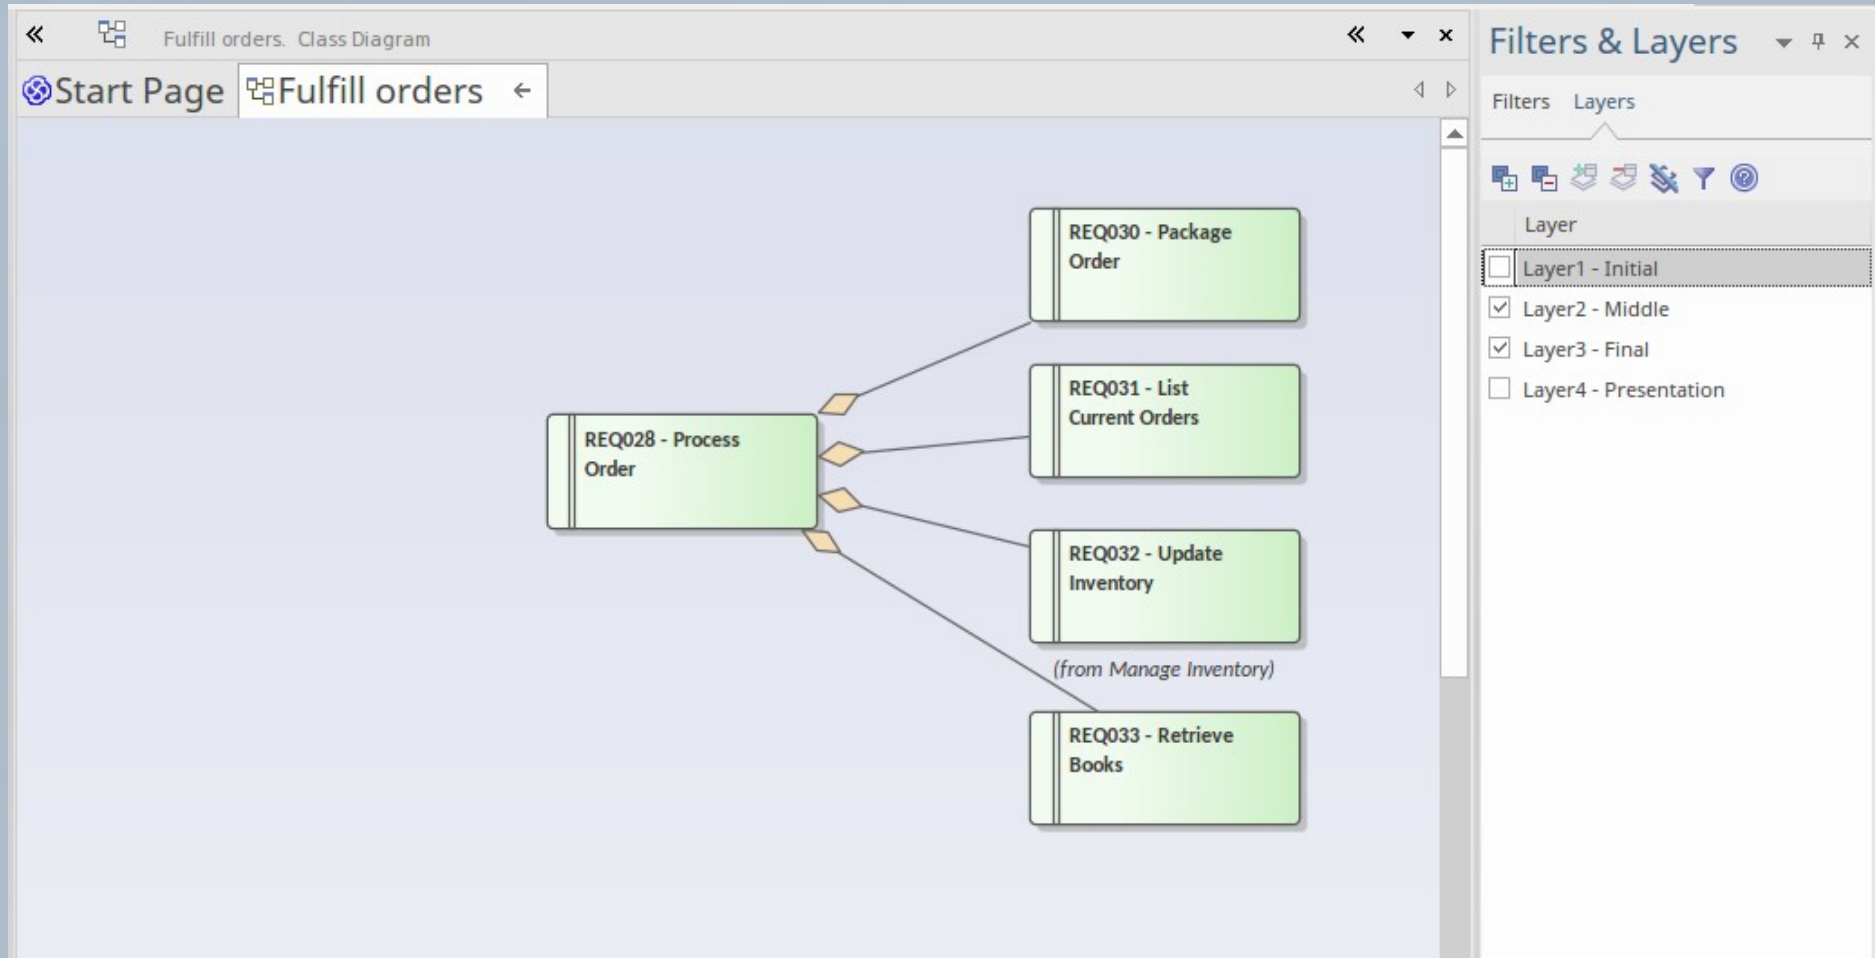 Fulfill orders.  Class Diagram
Start Page
Fulfill orders
REQ030 - Package
Order
REQ031 - List
Current Orders
REQ028 - Process
Order
REQ032 - Update
Inventory
(from Manage Inventory)
REQ033 - Retrieve
Books
Filters & Layers
Filters Layers
Layer
Layer1 - Initial
Layer2 - Middle
Layer3 - Final
Layer4 - Presentation